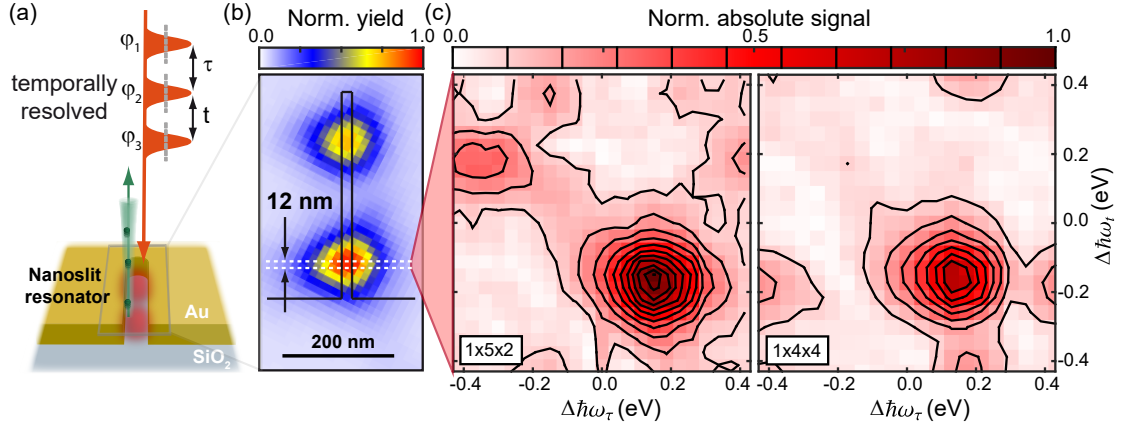 (a)
φ1
τ
temporally
resolved
φ2
t
φ3
Nanoslit
resonator
Au
SiO2
(b) Norm. yield
0.0 1.0
12 nm
200 nm
(c) Norm. absolute signal
0.0 0.5 1.0
1x5x2
-0.4 -0.2 0.0 0.2 0.4
Δħωτ (eV)
1x4x4
-0.4 -0.2 0.0 0.2 0.4
Δħωτ (eV)
0.4
0.2
0.0
-0.2
-0.4
Δħωt (eV)